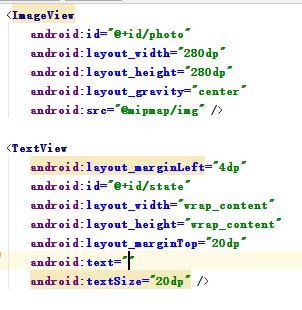 <ImageView
android:id="@+id/photo"
android:layout_width="280dp"
android:layout_height="280dp"
android:layout_gravity="center"
android:src="@mipmap/img" />
<TextView
android:layout_marginLeft="4dp"
android:id="@+id/state"
android:layout_width="wrap_content"
android:layout_height="wrap_content"
android:layout_marginTop="20dp"
android:text=""
android:textSize="20dp" />